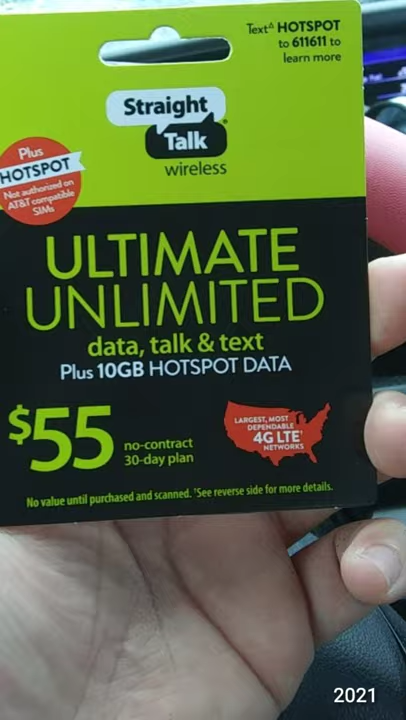 Text^Δ HOTSPOT
to 611611 to
learn more
Straight
Talk®
wireless
Plus
HOTSPOT
Not authorized on
AT&T compatible
SIMs
ULTIMATE
UNLIMITED
data, talk & text
Plus 10GB HOTSPOT DATA
$55
no-contract
30-day plan
LARGEST, MOST
DEPENDABLE
4G LTE†
NETWORKS
No value until purchased and scanned. †See reverse side for more details.
2021